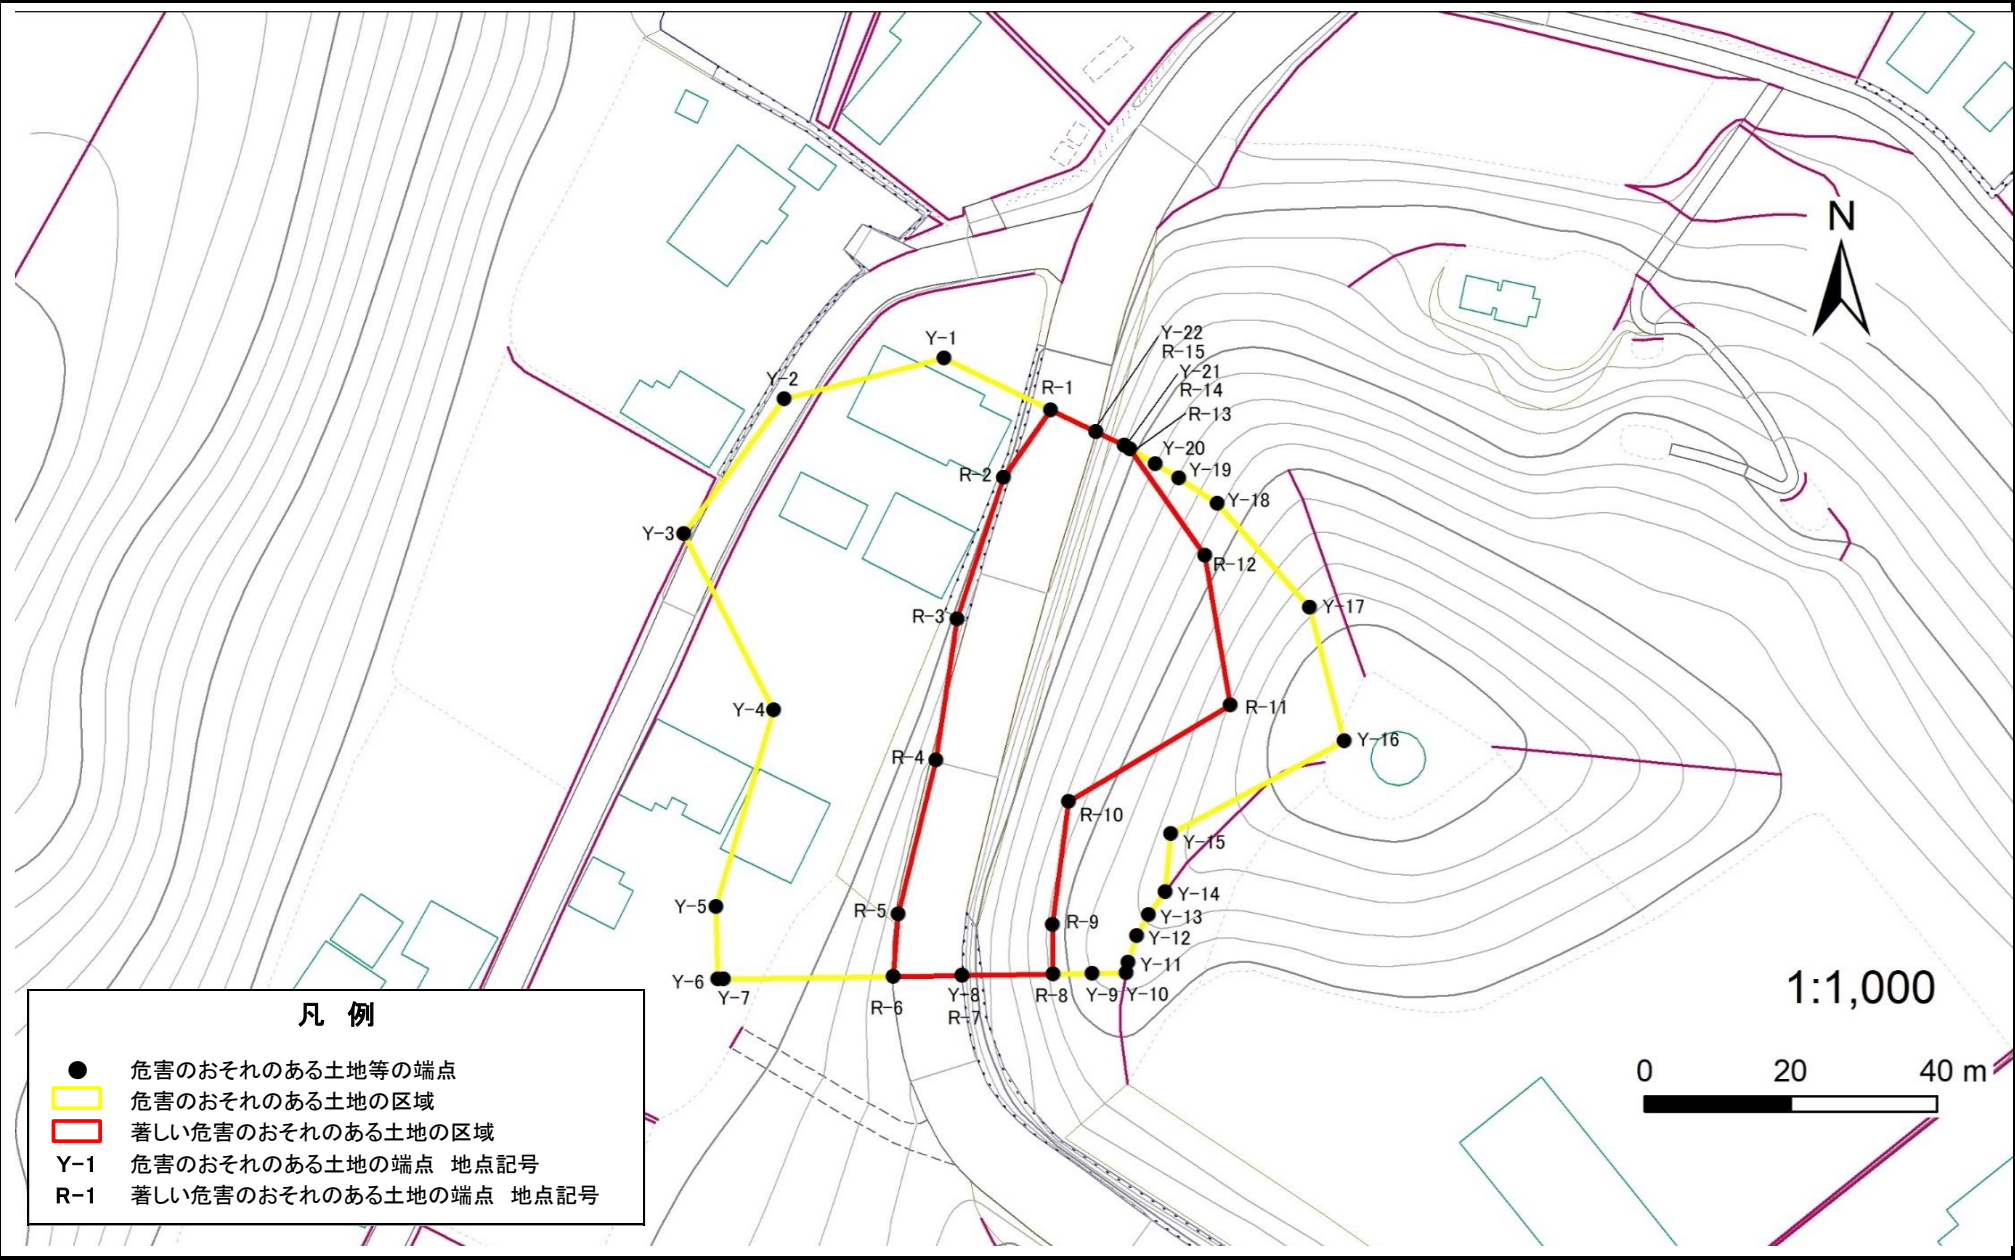 N
Y-22
R-15
Y-1
Y-21
Y-2
R-1
R-14
R-13
Y-20
R-2
Y-19
Y-18
Y-3
R-12
Y-17
R-3
Y-4
R-11
Y-16
R-4
R-10
Y-15
Y-14
Y-5
R-5
Y-13
R-9
Y-12
Y-11
Y-6
Y-7
R-6
Y-8
R-7
R-8
Y-9
Y-10
1:1,000
0 20 40 m
凡 例
危害のおそれのある土地等の端点
危害のおそれのある土地の区域
著しい危害のおそれのある土地の区域
Y-1 危害のおそれのある土地の端点 地点記号
R-1 著しい危害のおそれのある土地の端点 地点記号